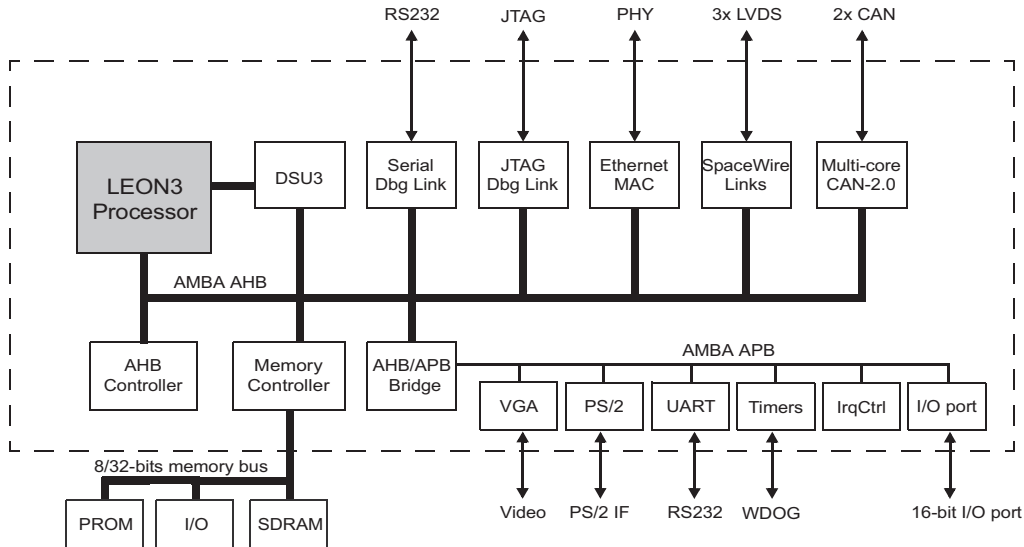 RS232
JTAG
PHY
3x LVDS
2x CAN
LEON3
Processor
DSU3
Serial
Dbg Link
JTAG
Dbg Link
Ethernet
MAC
SpaceWire
Links
Multi-core
CAN-2.0
AMBA AHB
AHB
Controller
Memory
Controller
AHB/APB
Bridge
AMBA APB
VGA
PS/2
UART
Timers
IrqCtrl
I/O port
8/32-bits memory bus
PROM
I/O
SDRAM
Video
PS/2 IF
RS232
WDOG
16-bit I/O port